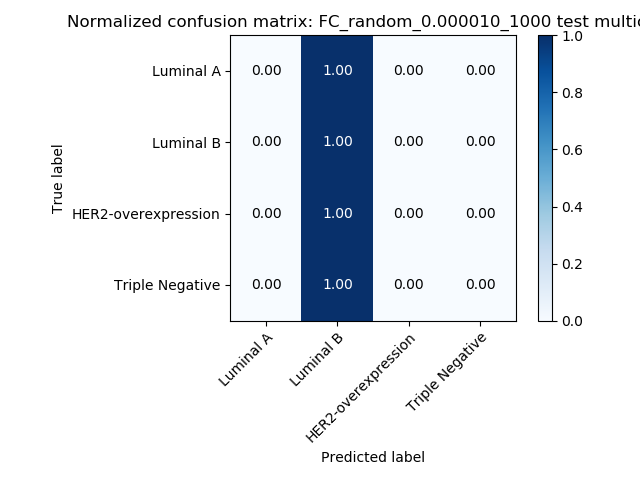 Normalized confusion matrix: FC_random_0.000010_1000 test
True label
Luminal A 0.00 1.00 0.00 0.00
Luminal B 0.00 1.00 0.00 0.00
HER2-overexpression 0.00 1.00 0.00 0.00
Triple Negative 0.00 1.00 0.00 0.00
Luminal A Luminal B HER2-overexpression Triple Negative
Predicted label
1.0
0.8
0.6
0.4
0.2
0.0